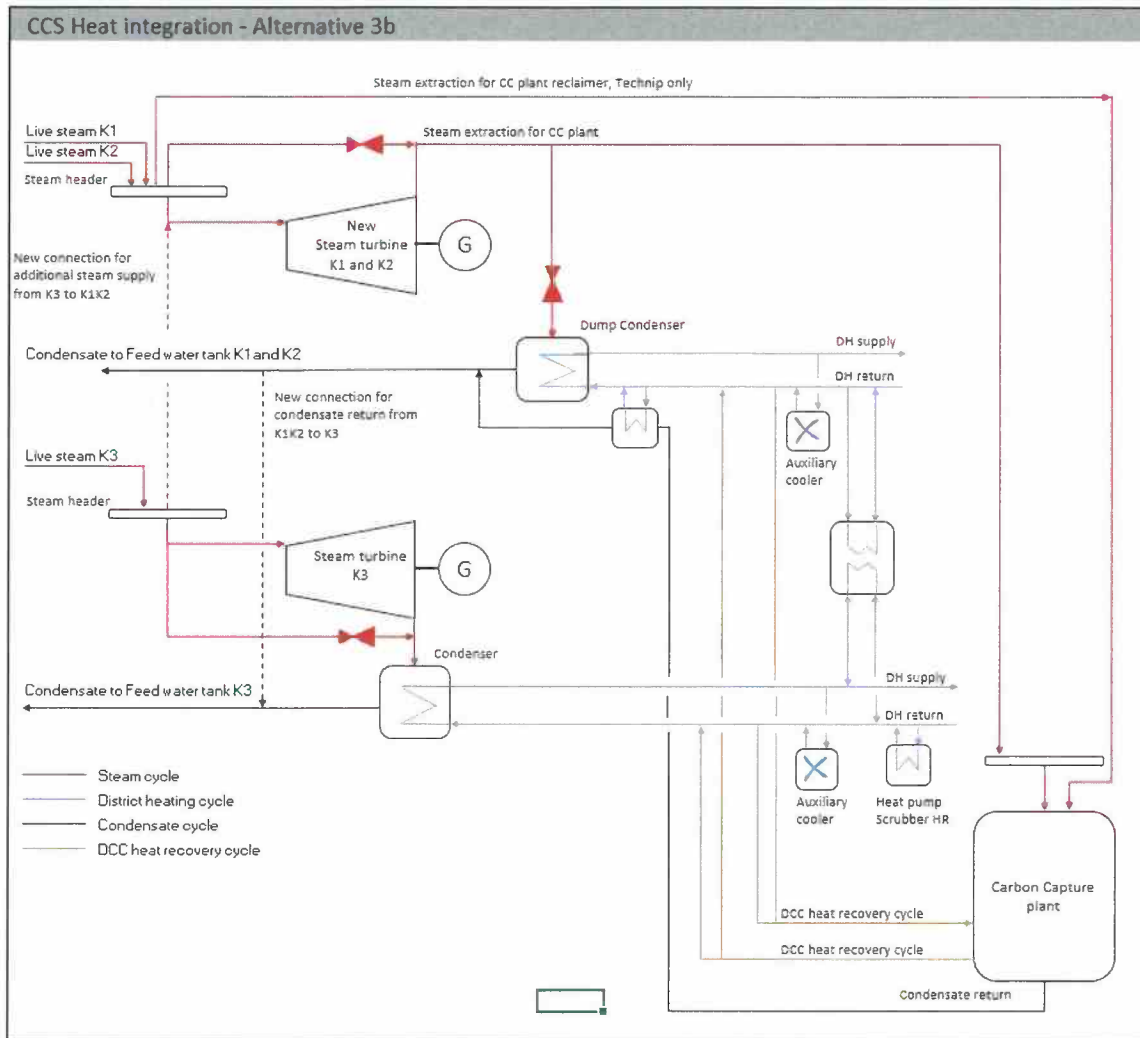 CCS Heat integration - Alternative 3b
Steam extraction for CC plant reclaimer, Technip only
Live steam K1
Live steam K2
Steam header
Steam extraction for CC plant
New
Steam turbine
K1 and K2
G
New connection for
additional steam supply
from K3 to K1K2
Dump Condenser
DH supply
DH return
Condensate to Feed water tank K1 and K2
New connection for
condensate return from
K1K2 to K3
Auxiliary
cooler
Live steam K3
Steam header
Steam turbine
K3
G
Condenser
Condensate to Feed water tank K3
DH supply
DH return
Auxiliary
cooler
Heat pump
Scrubber HR
Steam cycle
District heating cycle
Condensate cycle
DCC heat recovery cycle
Carbon Capture
plant
DCC heat recovery cycle
DCC heat recovery cycle
Condensate return